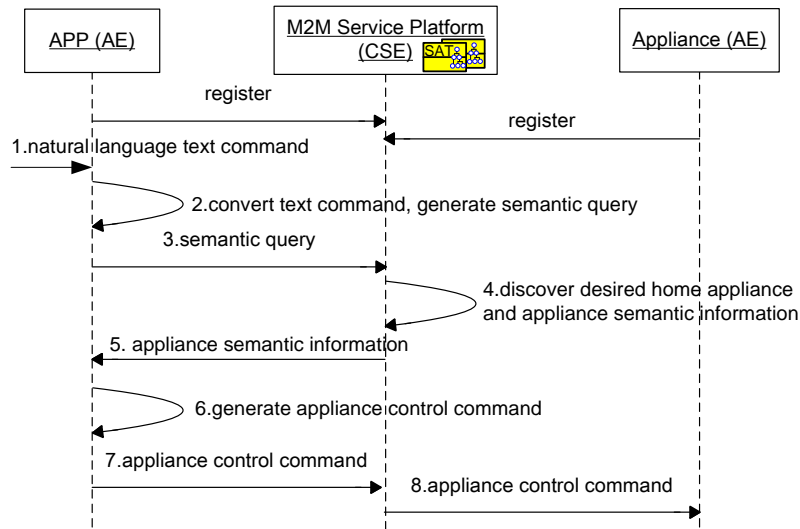 APP (AE)
M2M Service Platform
(CSE)
SAT
Appliance (AE)
register
register
1.natural language text command
2.convert text command, generate semantic query
3.semantic query
4.discover desired home appliance
and appliance semantic information
5. appliance semantic information
6.generate appliance control command
7.appliance control command
8.appliance control command